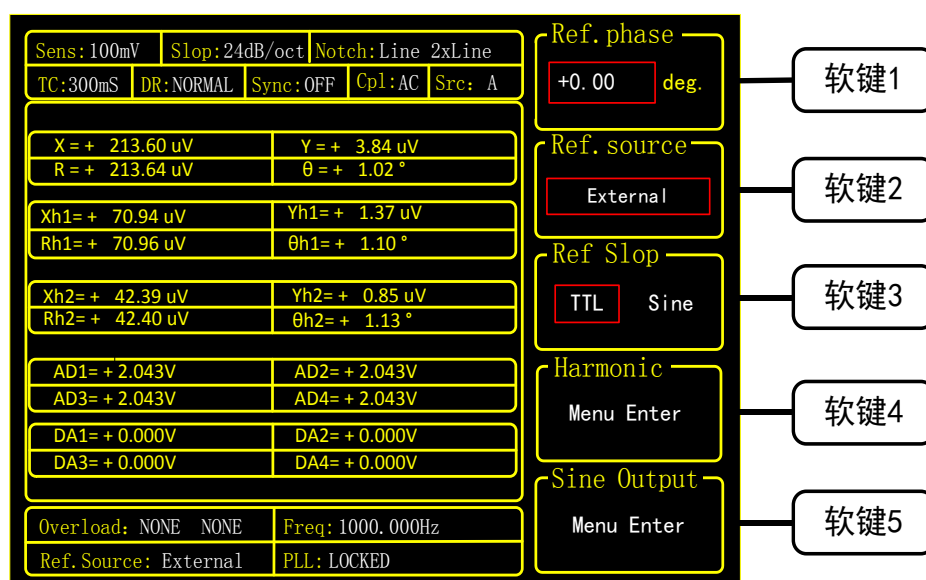 Sens:100mV Slop:24dB/oct Notch:Line 2xLine
TC:300mS DR:NORMAL Sync:OFF Cpl:AC Src: A
X = + 213.60 uV Y = + 3.84 uV
R = + 213.64 uV θ = + 1.02 °
Xh1= + 70.94 uV Yh1= + 1.37 uV
Rh1= + 70.96 uV θh1= + 1.10 °
Xh2= + 42.39 uV Yh2= + 0.85 uV
Rh2= + 42.40 uV θh2= + 1.13 °
AD1= + 2.043V AD2= + 2.043V
AD3= + 2.043V AD4= + 2.043V
DA1= + 0.000V DA2= + 0.000V
DA3= + 0.000V DA4= + 0.000V
Overload: NONE NONE Freq:1000.000Hz
Ref.Source: External PLL:LOCKED
Ref.phase
+0.00 deg.
软键1
Ref.source
External
软键2
Ref Slop
TTL Sine
软键3
Harmonic
Menu Enter
软键4
Sine Output
Menu Enter
软键5